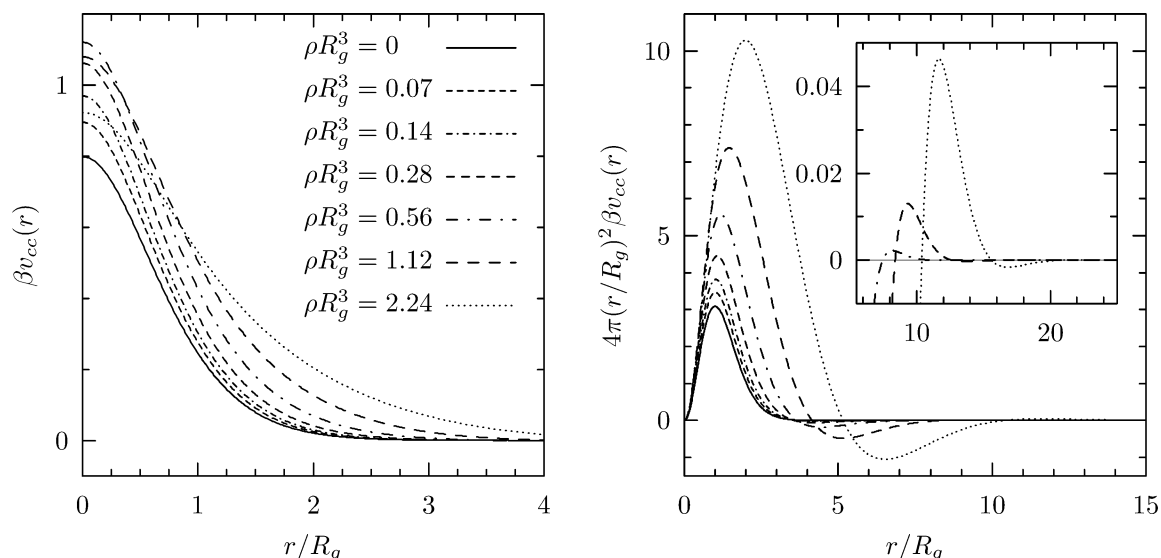 βv_cc(r)
1
0
ρR_g^3 = 0
ρR_g^3 = 0.07
ρR_g^3 = 0.14
ρR_g^3 = 0.28
ρR_g^3 = 0.56
ρR_g^3 = 1.12
ρR_g^3 = 2.24
0 1 2 3 4
r/R_g
4π(r/R_g)^2 βv_cc(r)
10
5
0
0.04
0.02
0
10 20
0 5 10 15
r/R_g